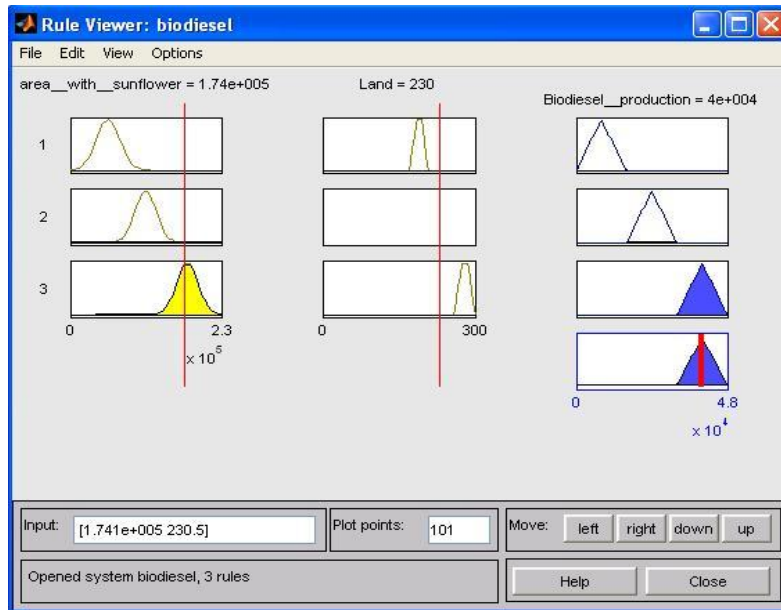 Rule Viewer: biodiesel
File Edit View Options
area__with__sunflower = 1.74e+005 Land = 230 Biodiesel__production = 4e+004
1
2
3
0 2.3 0 300
x 10^5
0 4.8
x 10^4
Input: [1.741e+005 230.5] Plot points: 101 Move: left right down up
Opened system biodiesel, 3 rules Help Close